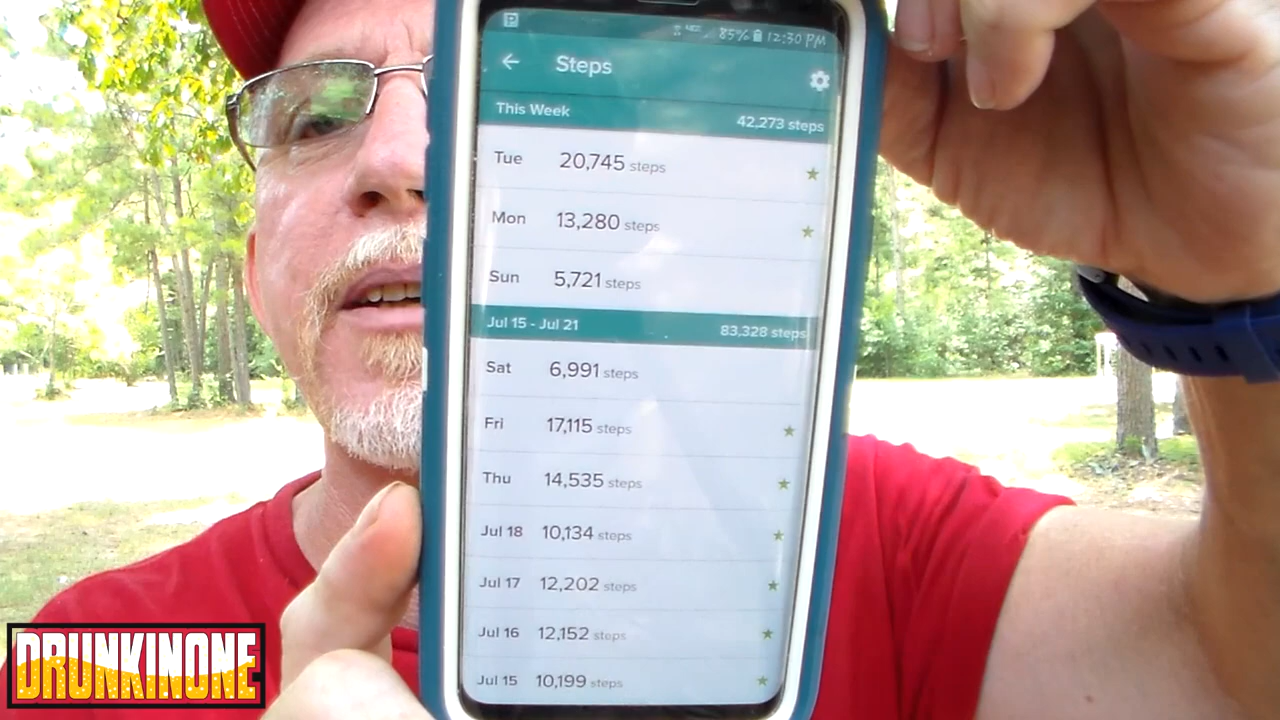 P 85% 12:30 PM
Steps
This Week 42,273 steps
Tue 20,745 steps
Mon 13,280 steps
Sun 5,721 steps
Jul 15 - Jul 21 83,328 steps
Sat 6,991 steps
Fri 17,115 steps
Thu 14,535 steps
Jul 18 10,134 steps
Jul 17 12,202 steps
Jul 16 12,152 steps
Jul 15 10,199 steps
DRUNKINONE